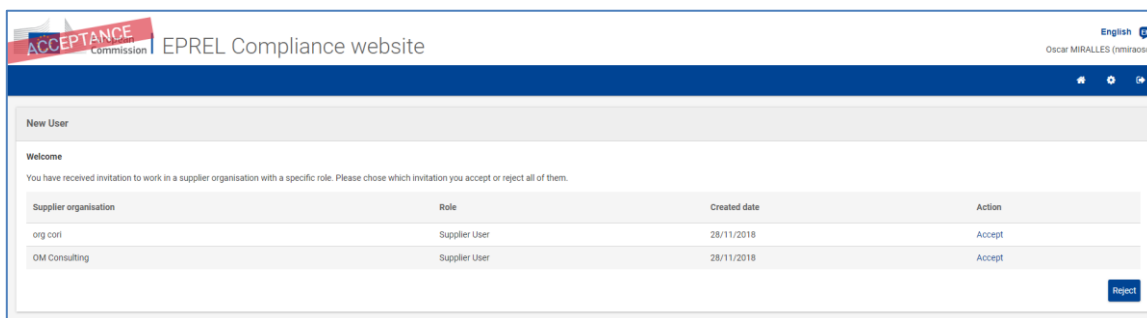 ACCEPTANCE
Commission
EPREL Compliance website
English
Oscar MIRALLES (nmiraos
New User
Welcome
You have received invitation to work in a supplier organisation with a specific role. Please chose which invitation you accept or reject all of them.
Supplier organisation Role Created date Action
org cori Supplier User 28/11/2018 Accept
OM Consulting Supplier User 28/11/2018 Accept
Reject